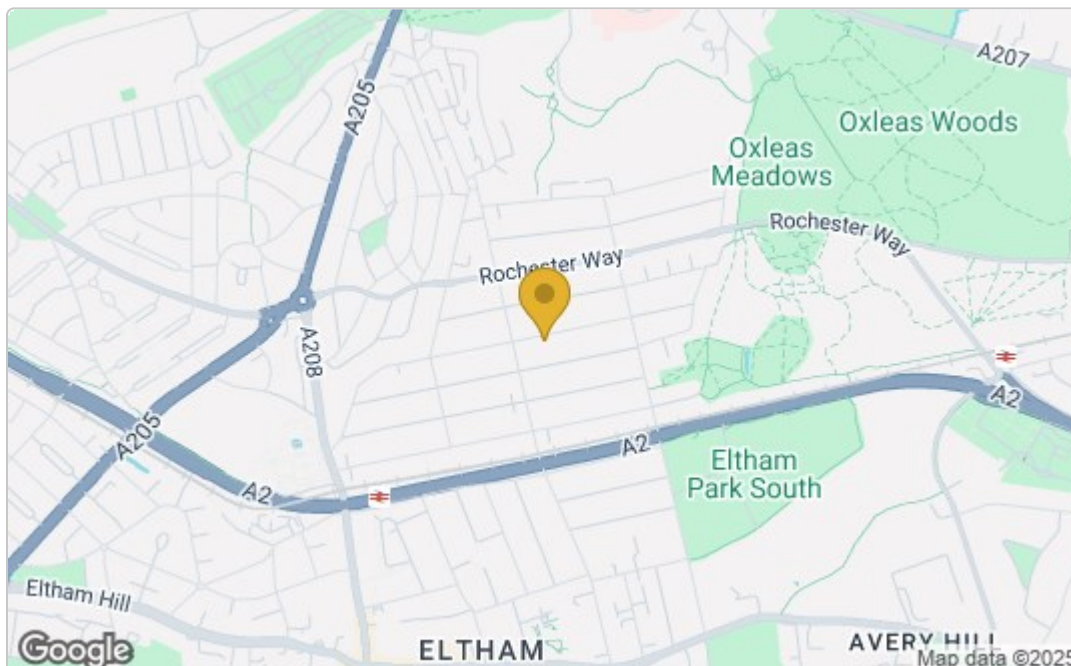 A207
A205
Oxleas Woods
Oxleas
Meadows
Rochester Way
Rochester Way
A208
A205
A2
A2
A2
Eltham
Park South
Eltham Hill
ELTHAM
AVERY HILL
Google
Map data ©2025